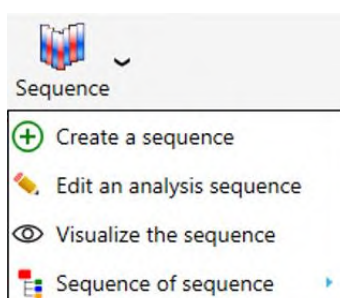 Sequence
Create a sequence
Edit an analysis sequence
Visualize the sequence
Sequence of sequence